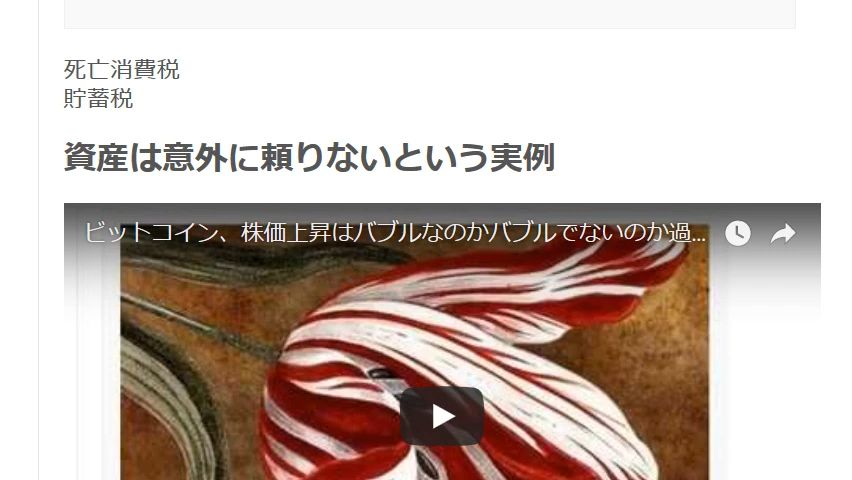 死亡消費税
貯蓄税
資産は意外に頼りないという実例
ビットコイン、株価上昇はバブルなのかバブルでないのか過...